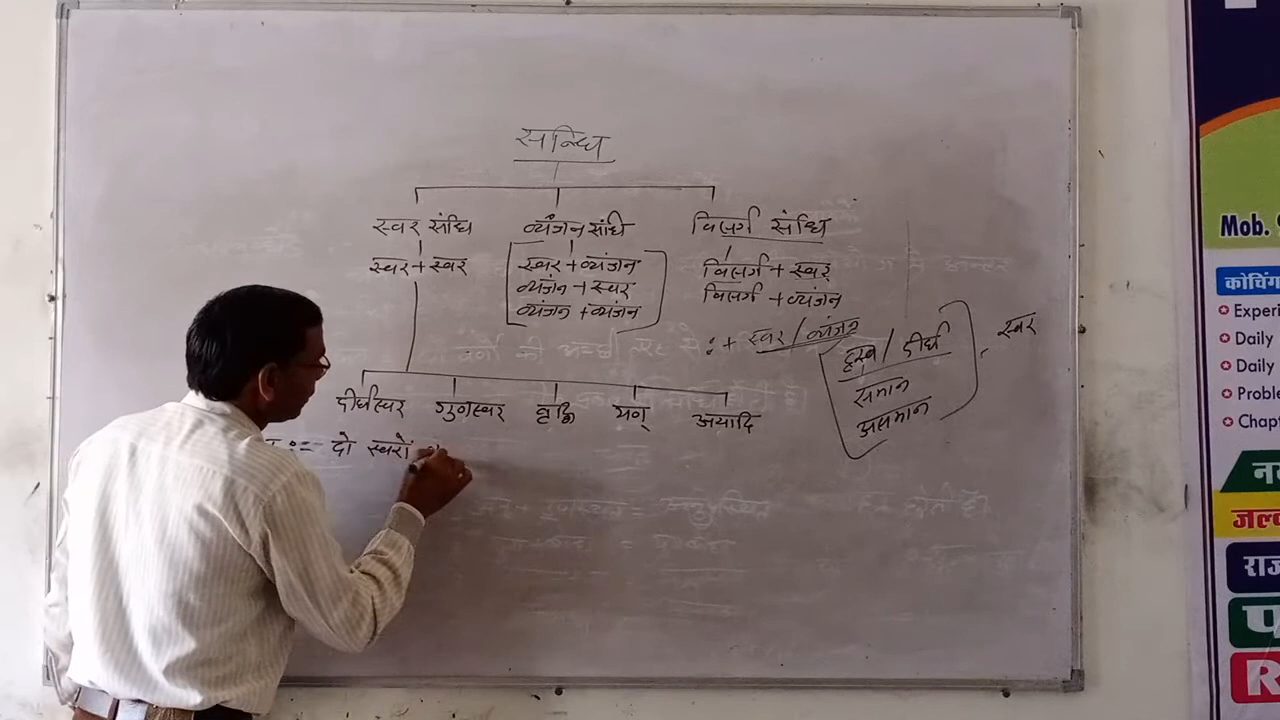 सन्धि
स्वर संधि व्यंजन संधि विसर्ग संधि
स्वर + स्वर
स्वर + व्यंजन
व्यंजन + स्वर
व्यंजन + व्यंजन
विसर्ग + स्वर
विसर्ग + व्यंजन
: + स्वर / व्यंजन
ह्रस्व / दीर्घ
समान
असमान
स्वर
दीर्घस्वर गुणस्वर वृद्धि यण् अयादि
:= दो स्वरों
Mob.
कोचिंग
Experi
Daily
Daily
Proble
Chapt